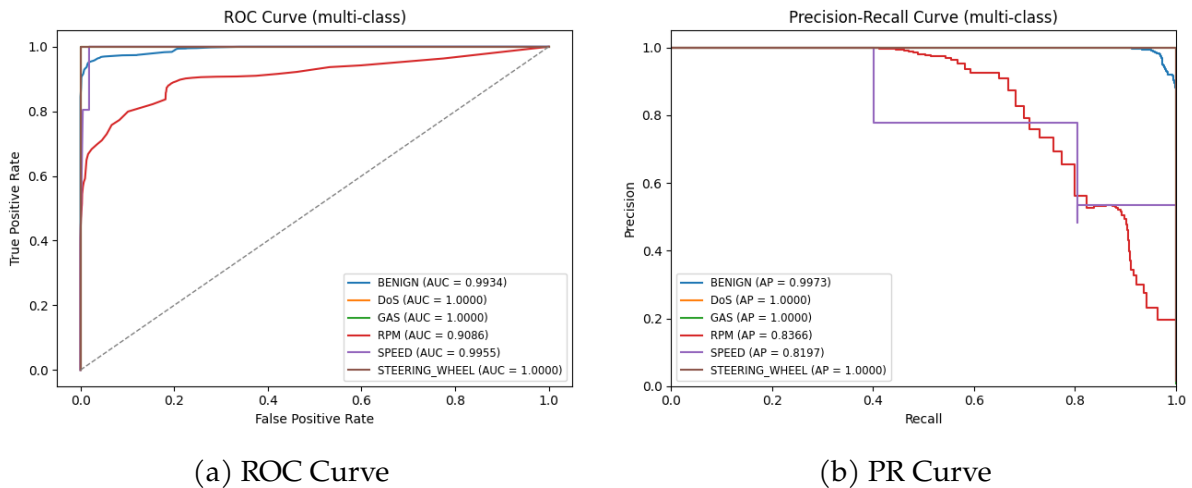 ROC Curve (multi-class)
1.0
0.8
0.6
0.4
0.2
0.0
True Positive Rate
BENIGN (AUC = 0.9934)
DoS (AUC = 1.0000)
GAS (AUC = 1.0000)
RPM (AUC = 0.9086)
SPEED (AUC = 0.9955)
STEERING_WHEEL (AUC = 1.0000)
0.0 0.2 0.4 0.6 0.8 1.0
False Positive Rate
(a) ROC Curve
Precision-Recall Curve (multi-class)
1.0
0.8
0.6
0.4
0.2
0.0
Precision
BENIGN (AP = 0.9973)
DoS (AP = 1.0000)
GAS (AP = 1.0000)
RPM (AP = 0.8366)
SPEED (AP = 0.8197)
STEERING_WHEEL (AP = 1.0000)
0.0 0.2 0.4 0.6 0.8 1.0
Recall
(b) PR Curve